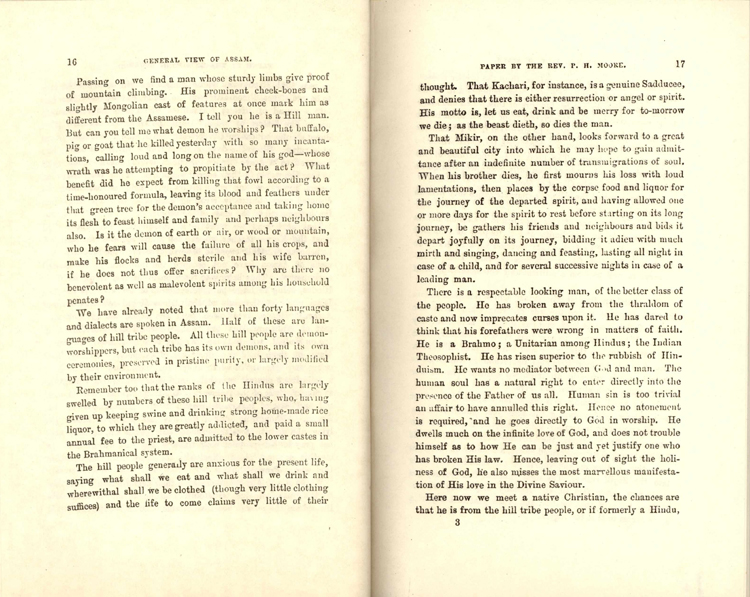 16
GENERAL VIEW OF ASSAM.
Passing on we find a man whose sturdy limbs give proof
of mountain climbing. His prominent cheek-bones and
slightly Mongolian cast of features at once mark him as
different from the Assamese. I tell you he is a Hill man.
But can you tell me what demon he worships? That buffalo,
pig or goat that he killed yesterday with so many incanta-
tions, calling loud and long on the name of his god—whose
wrath was he attempting to propitiate by the act? What
benefit did he expect from killing that fowl according to a
time-honoured formula, leaving its blood and feathers under
that green tree for the demon's acceptance and taking home
its flesh to feast himself and family and perhaps neighbours
also. Is it the demon of earth or air, or wood or mountain,
who he fears will cause the failure of all his crops, and
make his flocks and herds sterile and his wife barren,
if he does not thus offer sacrifices? Why are there no
benevolent as well as malevolent spirits among his household
penates?
We have already noted that more than forty languages
and dialects are spoken in Assam. Half of these are lan-
guages of hill tribe people. All these hill people are demon-
worshippers, but each tribe has its own demons, and its own
ceremonies, preserved in pristine purity, or largely modified
by their environment.
Remember too that the ranks of the Hindus are largely
swelled by numbers of these hill tribe peoples, who, having
given up keeping swine and drinking strong home-made rice
liquor, to which they are greatly addicted, and paid a small
annual fee to the priest, are admitted to the lower castes in
the Brahmanical system.
The hill people generally are anxious for the present life,
saying what shall we eat and what shall we drink and
wherewithal shall we be clothed (though very little clothing
suffices) and the life to come claims very little of their
PAPER BY THE REV. P. H. MOORE.
17
thought. That Kachari, for instance, is a genuine Sadducee,
and denies that there is either resurrection or angel or spirit.
His motto is, let us eat, drink and be merry for to-morrow
we die; as the beast dieth, so dies the man.
That Mikir, on the other hand, looks forward to a great
and beautiful city into which he may hope to gain admit-
tance after an indefinite number of transmigrations of soul.
When his brother dies, he first mourns his loss with loud
lamentations, then places by the corpse food and liquor for
the journey of the departed spirit, and having allowed one
or more days for the spirit to rest before starting on its long
journey, be gathers his friends and neighbours and bids it
depart joyfully on its journey, bidding it adieu with much
mirth and singing, dancing and feasting, lasting all night in
case of a child, and for several successive nights in case of a
leading man.
There is a respectable looking man, of the better class of
the people. He has broken away from the thraldom of
caste and now imprecates curses upon it. He has dared to
think that his forefathers were wrong in matters of faith.
He is a Brahmo; a Unitarian among Hindus; the Indian
Theosophist. He has risen superior to the rubbish of Hin-
duism. He wants no mediator between God and man. The
human soul has a natural right to enter directly into the
presence of the Father of us all. Human sin is too trivial
an affair to have annulled this right. Hence no atonement
is required, and he goes directly to God in worship. He
dwells much on the infinite love of God, and does not trouble
himself as to how He can be just and yet justify one who
has broken His law. Hence, leaving out of sight the holi-
ness of God, he also misses the most marvellous manifesta-
tion of His love in the Divine Saviour.
Here now we meet a native Christian, the chances are
that he is from the hill tribe people, or if formerly a Hindu,
3